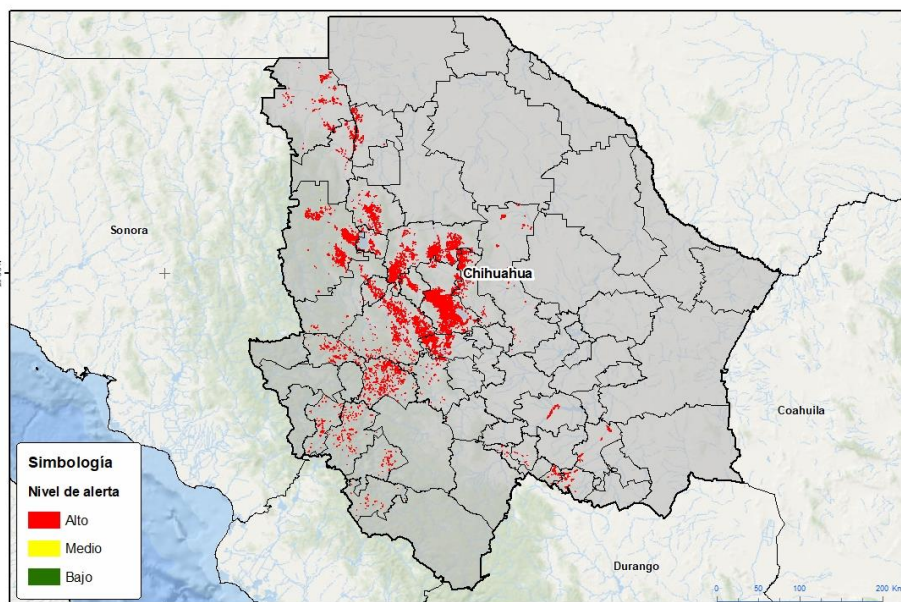 Sonora
Chihuahua
Coahuila
Durango
Simbología
Nivel de alerta
Alto
Medio
Bajo
0 50 100 200 Km